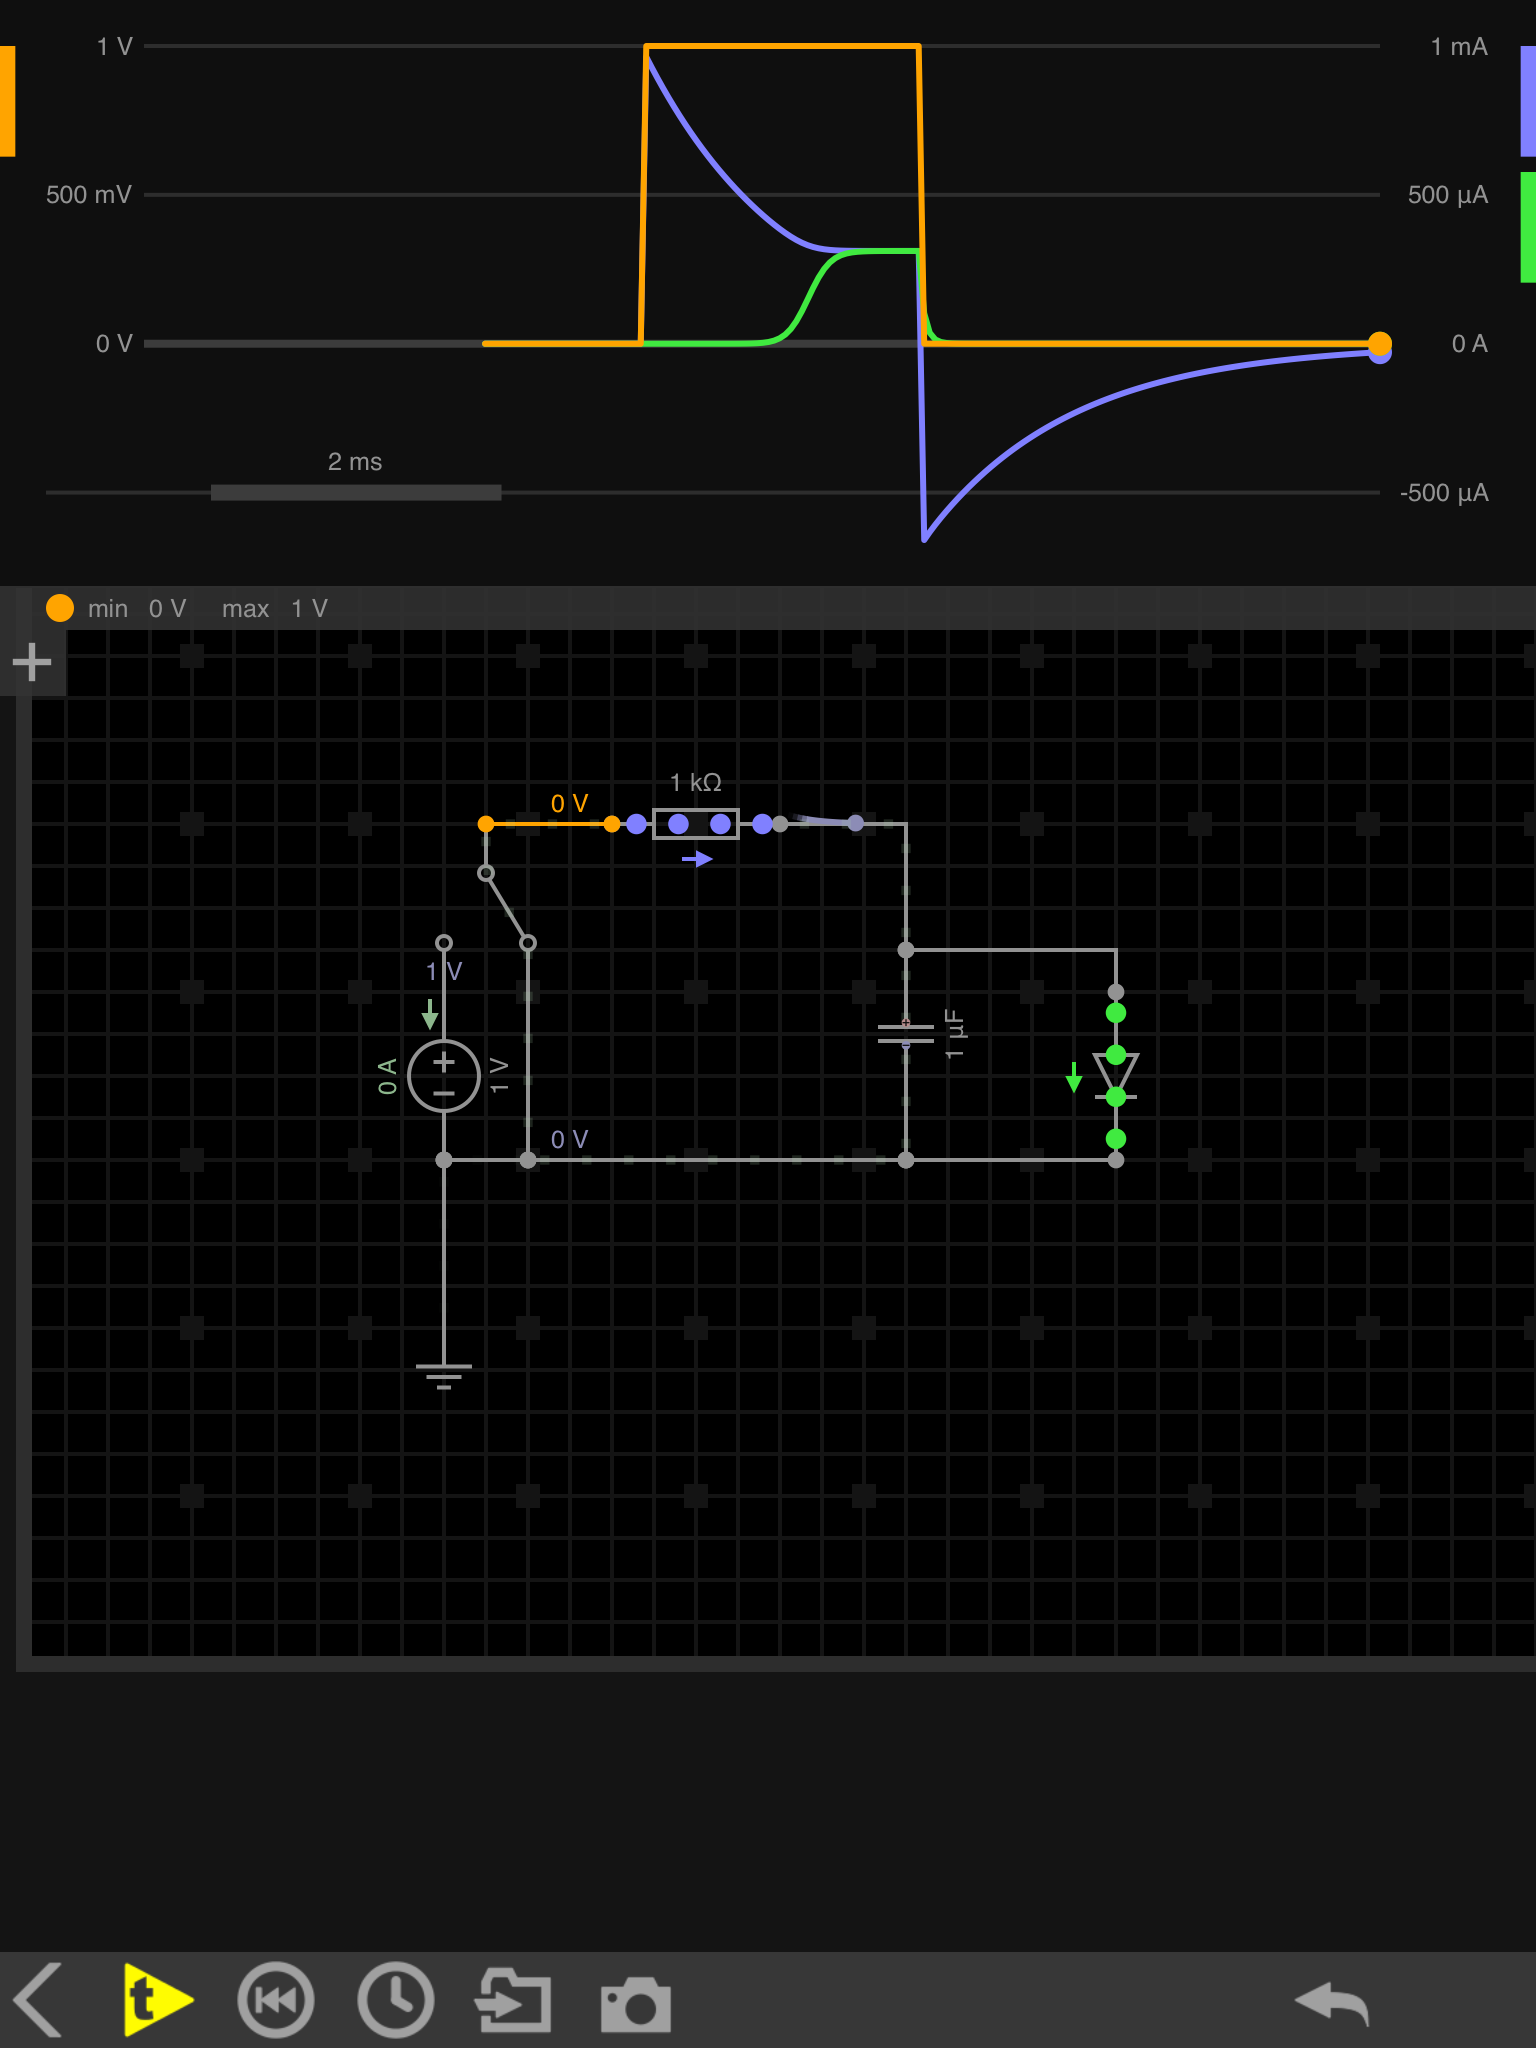 1 V
1 mA
500 mV
500 µA
0 V
0 A
2 ms
-500 µA
min 0 V max 1 V
1 kΩ
0 V
1 V
0 A
1 V
1 µF
0 V
t